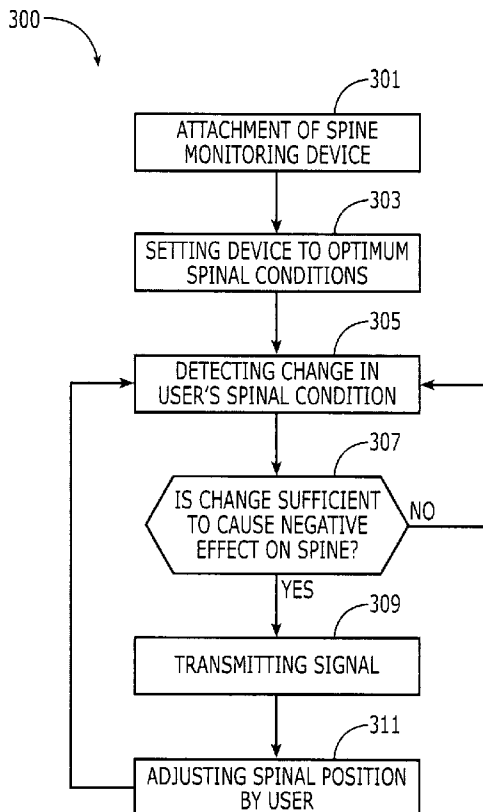 300
301
ATTACHMENT OF SPINE
MONITORING DEVICE
303
SETTING DEVICE TO OPTIMUM
SPINAL CONDITIONS
305
DETECTING CHANGE IN
USER'S SPINAL CONDITION
307
IS CHANGE SUFFICIENT
TO CAUSE NEGATIVE
EFFECT ON SPINE?
NO
YES
309
TRANSMITTING SIGNAL
311
ADJUSTING SPINAL POSITION
BY USER